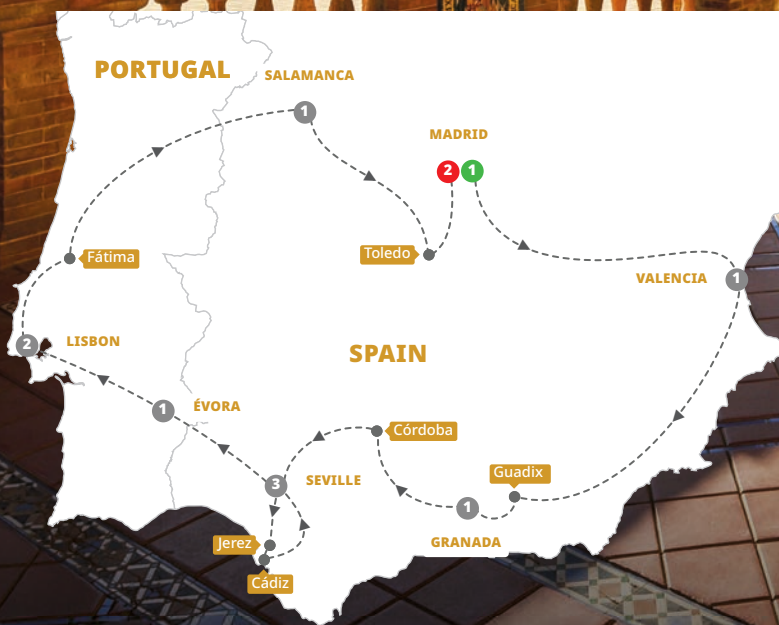 PORTUGAL
SALAMANCA
1
MADRID
2 1
Toledo
Fátima
VALENCIA
1
2
LISBON
SPAIN
1
ÉVORA
Córdoba
Guadix
3
SEVILLE
1
GRANADA
Jerez
Cádiz